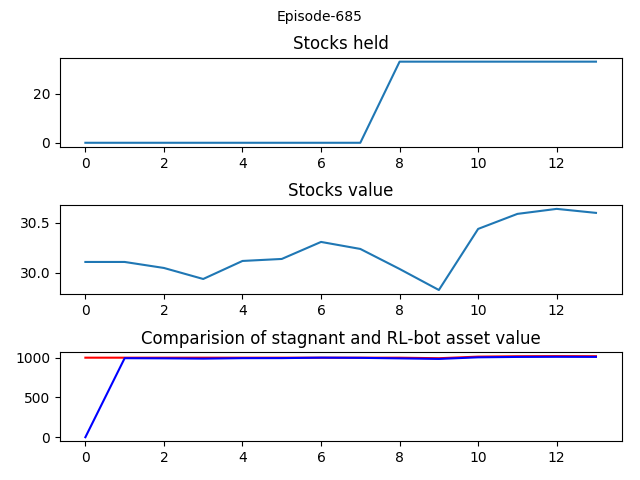 Episode-685
Stocks held
20
0
0 2 4 6 8 10 12
Stocks value
30.5
30.0
0 2 4 6 8 10 12
Comparision of stagnant and RL-bot asset value
1000
500
0
0 2 4 6 8 10 12